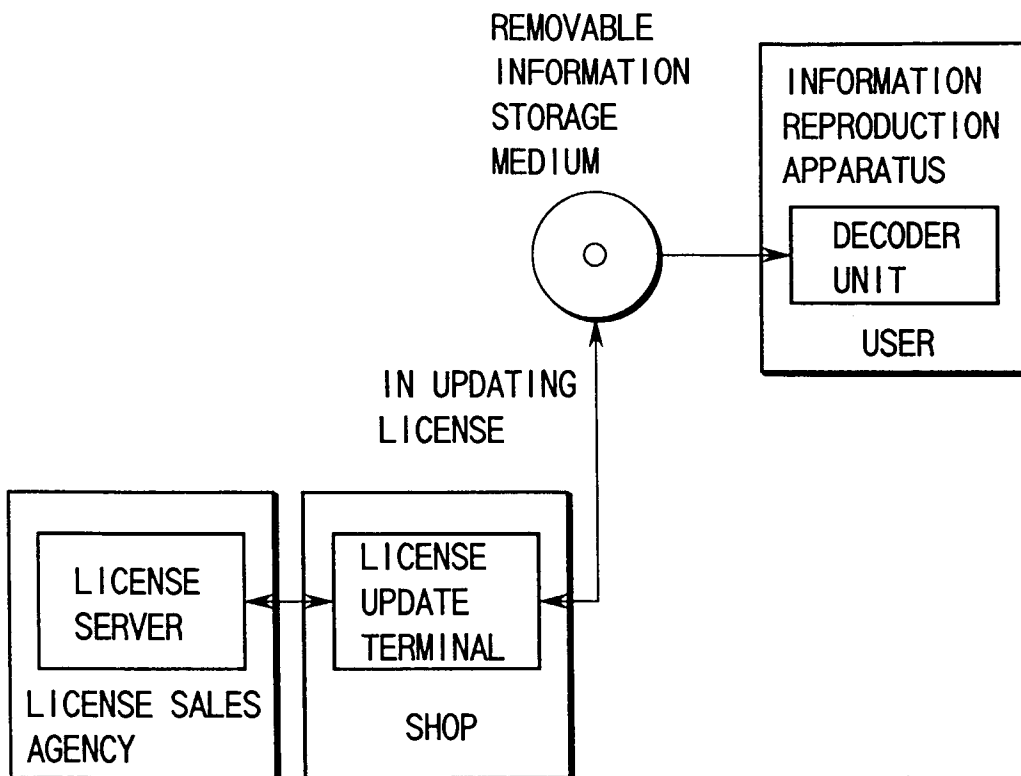 REMOVABLE
INFORMATION
STORAGE
MEDIUM
INFORMATION
REPRODUCTION
APPARATUS
DECODER
UNIT
USER
IN UPDATING
LICENSE
LICENSE
SERVER
LICENSE SALES
AGENCY
LICENSE
UPDATE
TERMINAL
SHOP